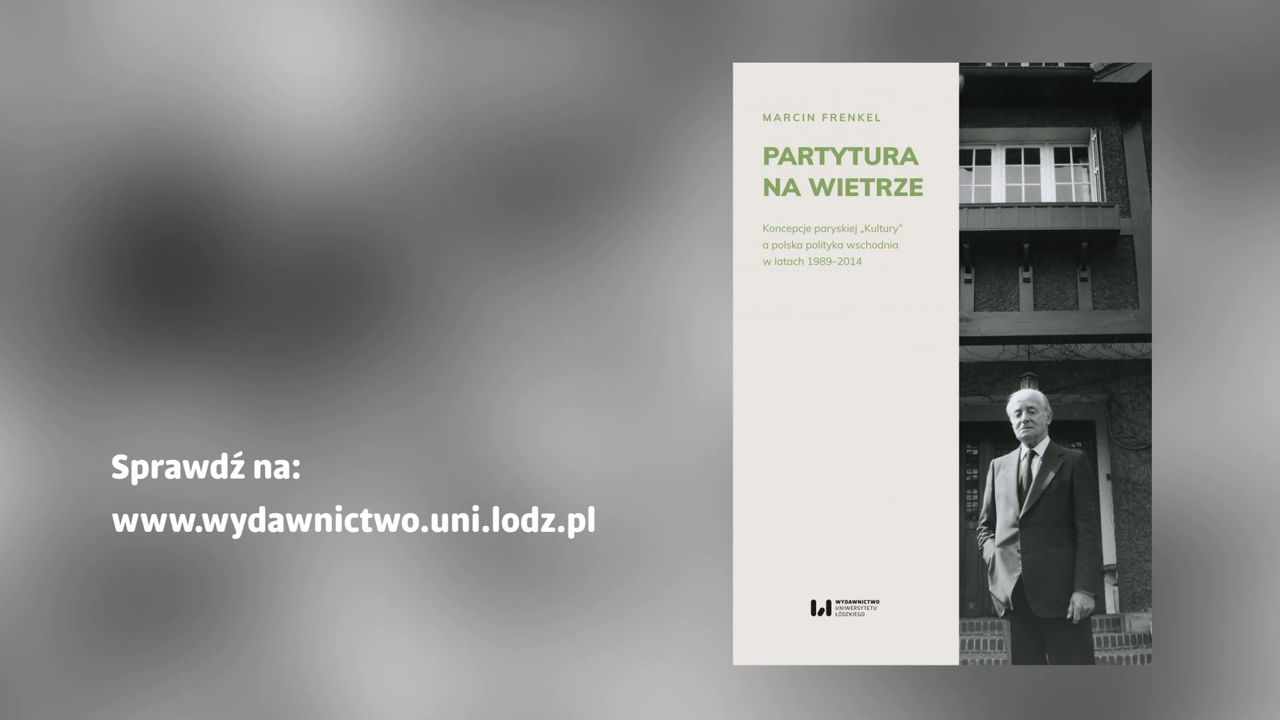 Sprawdź na:
www.wydawnictwo.uni.lodz.pl
MARCIN FRENKEL
PARTYTURA
NA WIETRZE
Koncepcje paryskiej „Kultury”
a polska polityka wschodnia
w latach 1989–2014
WYDAWNICTWO
UNIWERSYTETU
ŁÓDZKIEGO